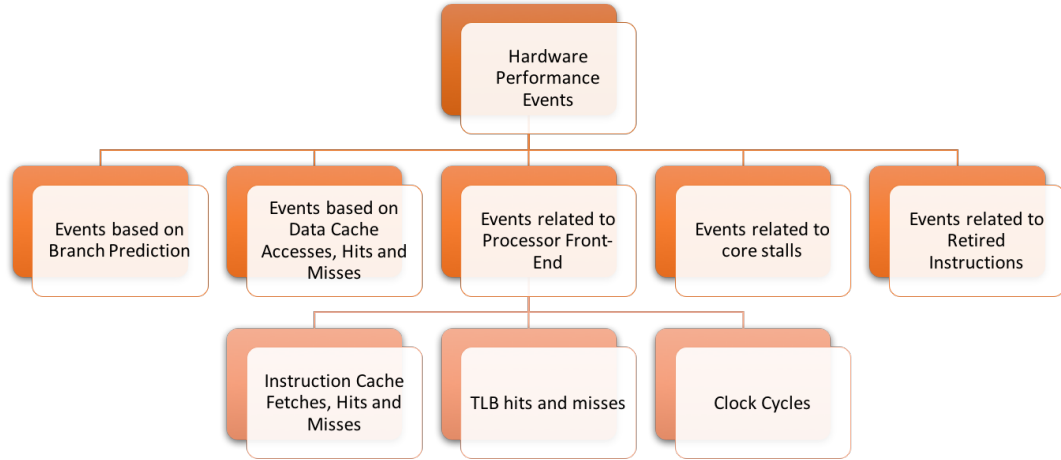 Hardware
Performance
Events
Events based on
Branch Prediction
Events based on
Data Cache
Accesses, Hits and
Misses
Events related to
Processor Front-
End
Events related to
core stalls
Events related to
Retired
Instructions
Instruction Cache
Fetches, Hits and
Misses
TLB hits and misses
Clock Cycles